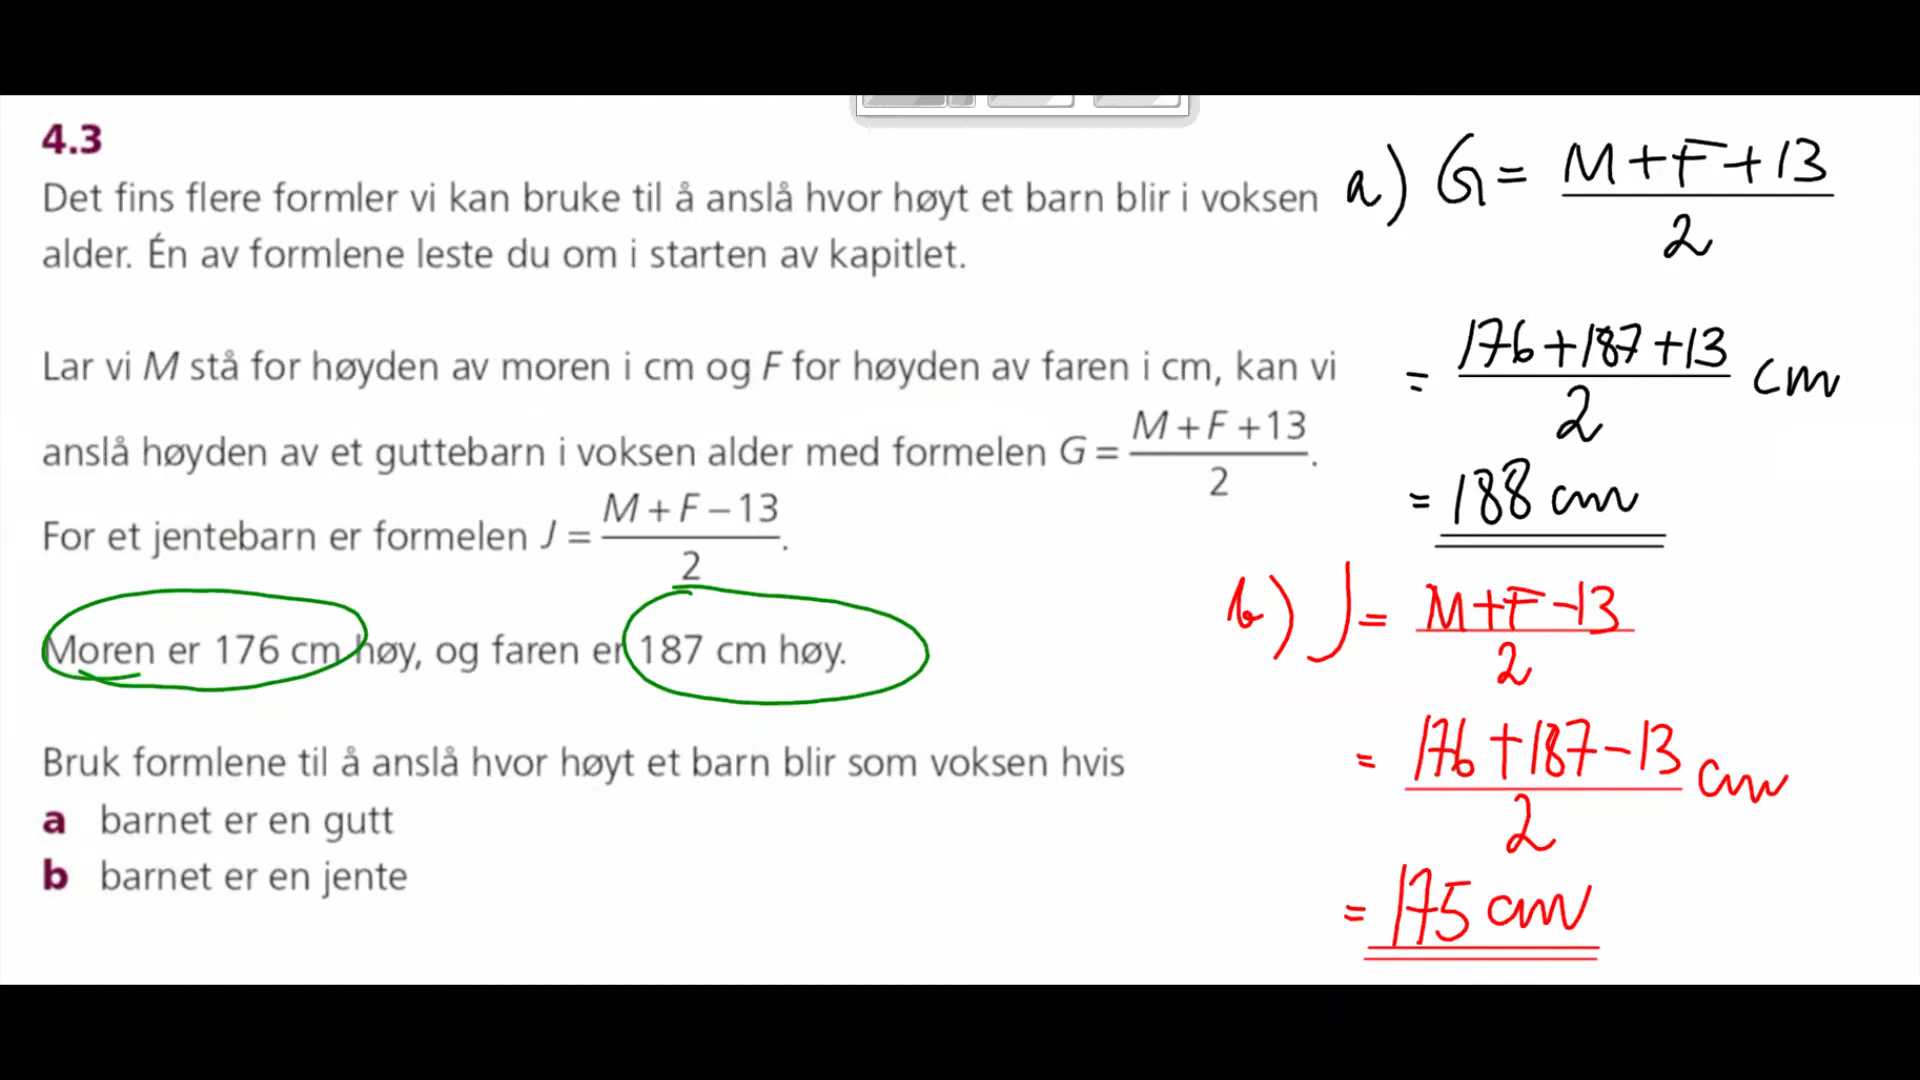 4.3
Det fins flere formler vi kan bruke til å anslå hvor høyt et barn blir i voksen
alder. Én av formlene leste du om i starten av kapitlet.
Lar vi M stå for høyden av moren i cm og F for høyden av faren i cm, kan vi
anslå høyden av et guttebarn i voksen alder med formelen G = (M + F + 13)/2.
For et jentebarn er formelen J = (M + F − 13)/2.
Moren er 176 cm høy, og faren er 187 cm høy.
Bruk formlene til å anslå hvor høyt et barn blir som voksen hvis
a barnet er en gutt
b barnet er en jente
a) G = (M + F + 13)/2
= (176 + 187 + 13)/2 cm
= 188 cm
b) J = (M + F − 13)/2
= (176 + 187 − 13)/2 cm
= 175 cm